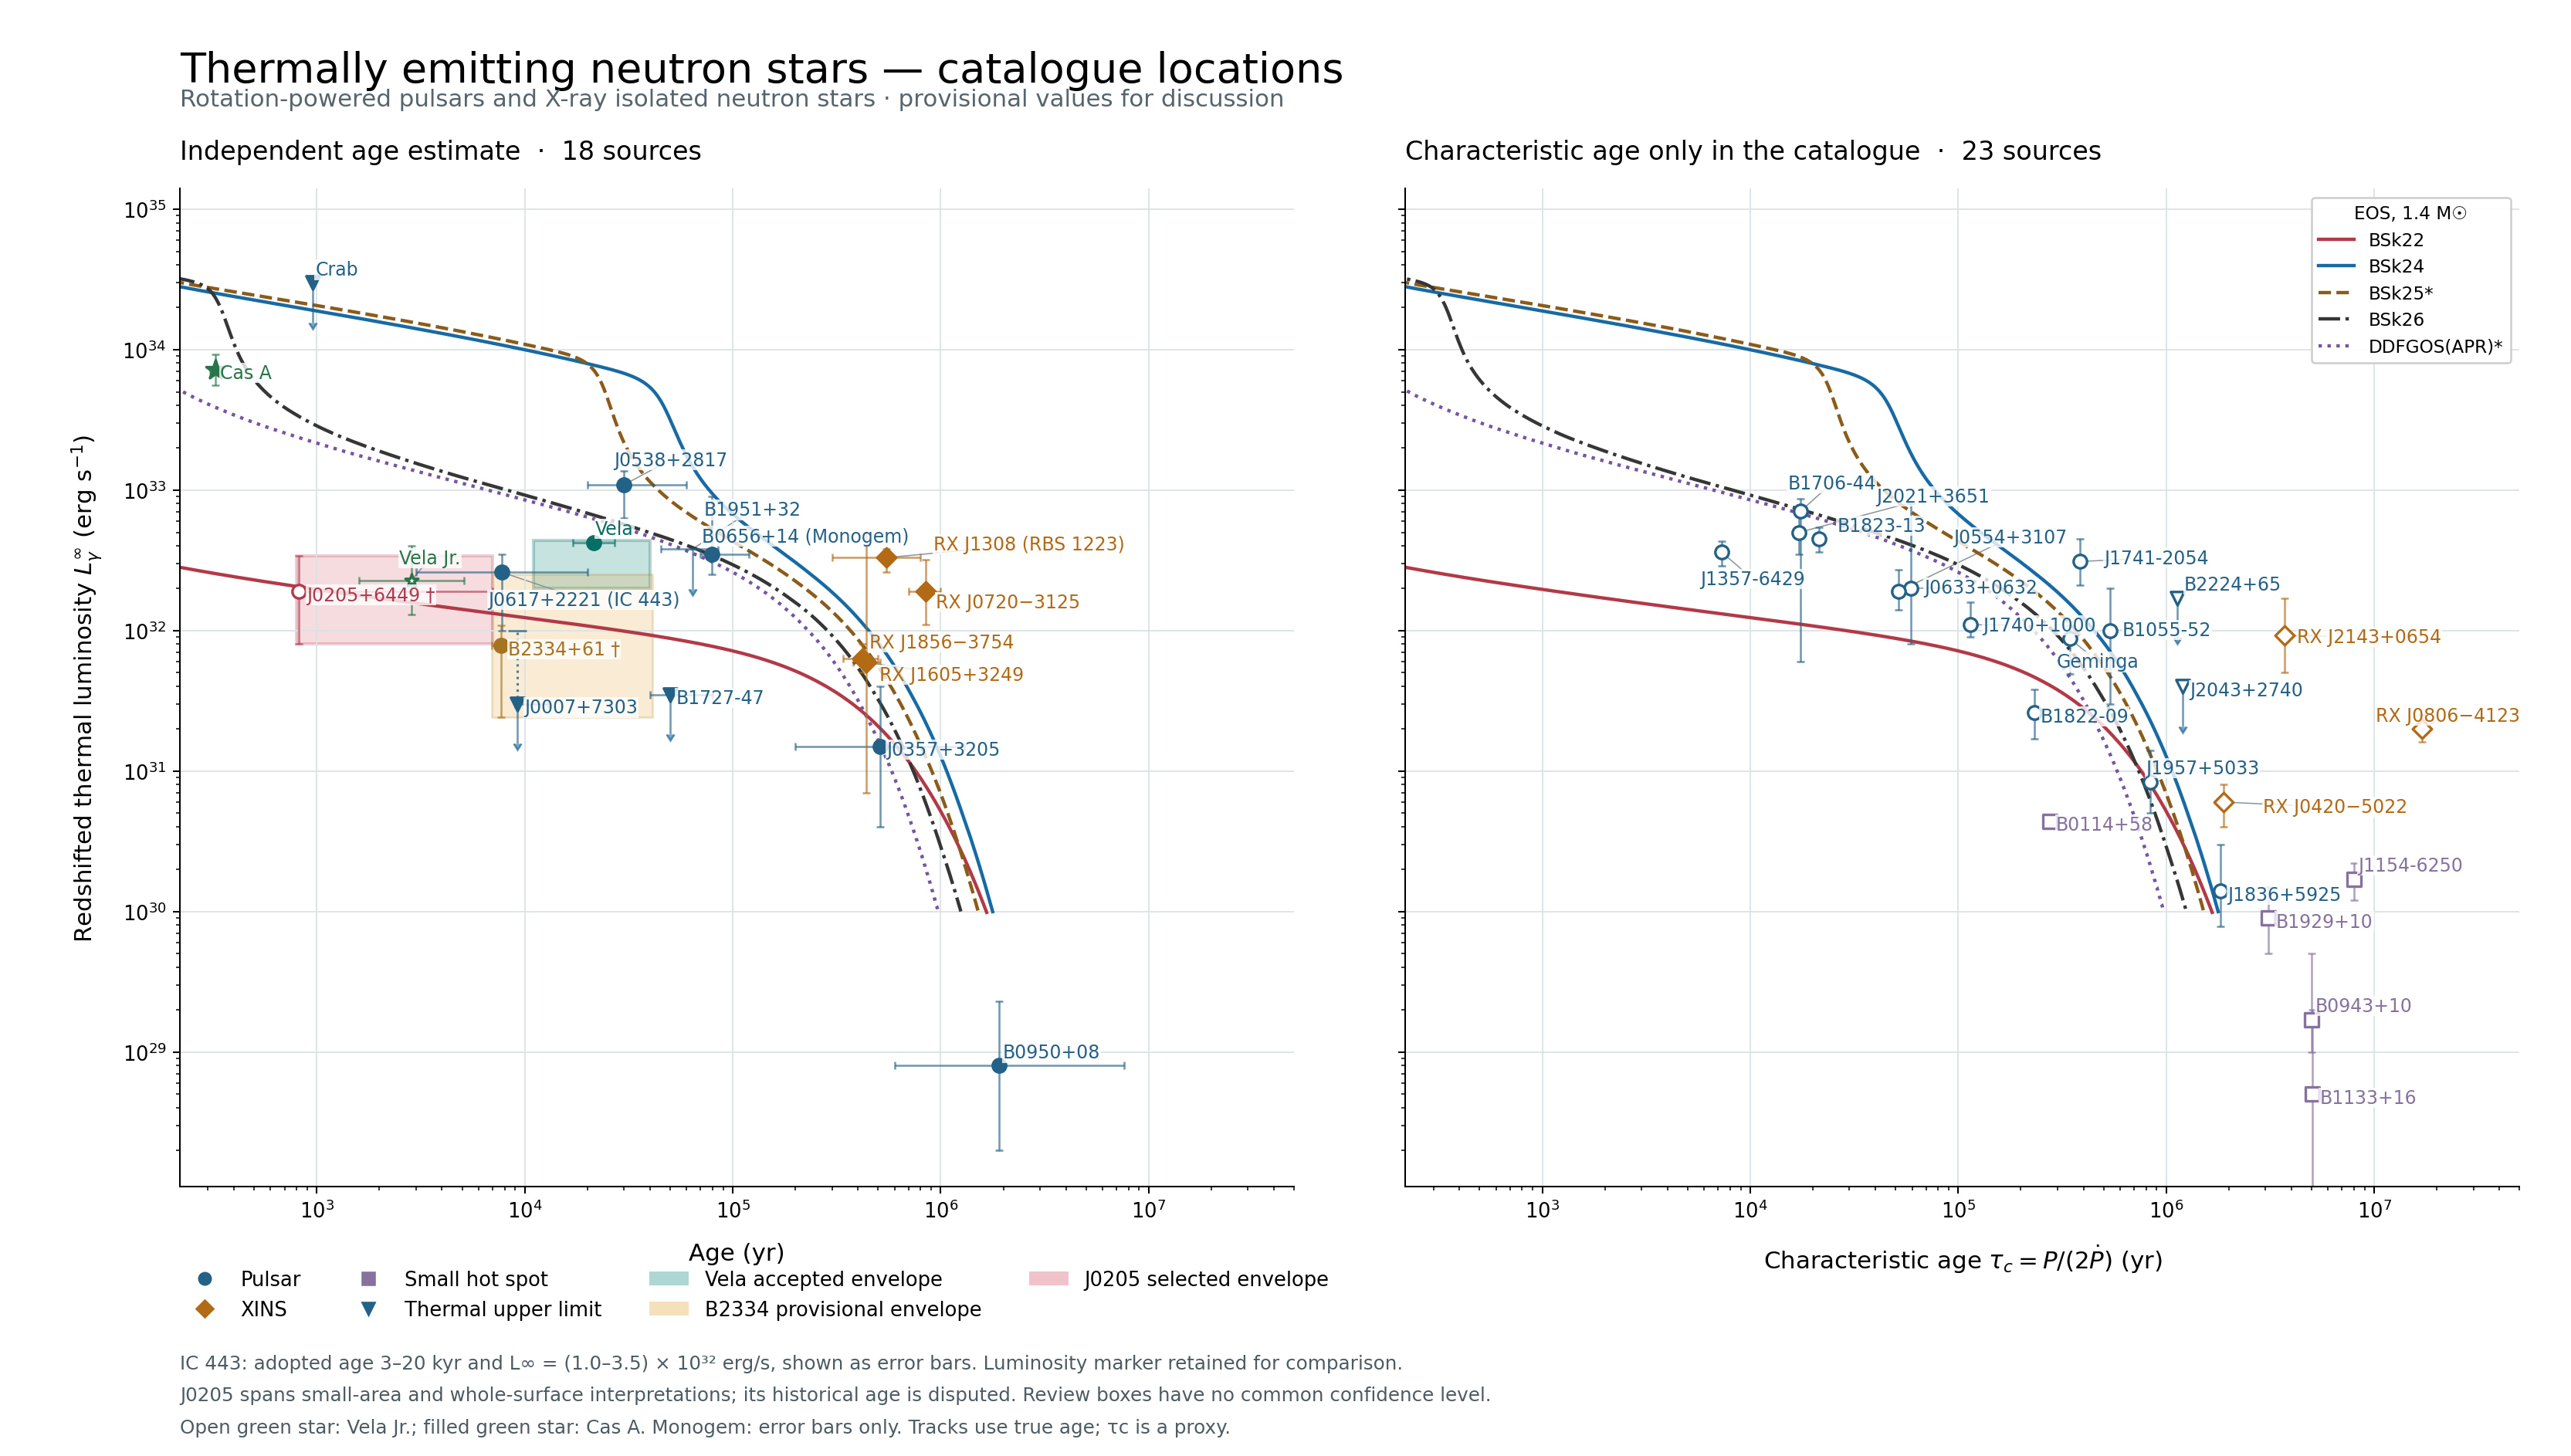 Thermally emitting neutron stars — catalogue locations
Rotation-powered pulsars and X-ray isolated neutron stars · provisional values for discussion
Independent age estimate · 18 sources
Redshifted thermal luminosity L∞γ (erg s⁻¹)
10³⁵
10³⁴
10³³
10³²
10³¹
10³⁰
10²⁹
Crab
Cas A
J0538+2817
B1951+32
Vela
B0656+14 (Monogem)
RX J1308 (RBS 1223)
Vela Jr.
J0205+6449 †
J0617+2221 (IC 443)
RX J0720−3125
B2334+61 †
RX J1856−3754
RX J1605+3249
J0007+7303
B1727-47
J0357+3205
B0950+08
10³
10⁴
10⁵
10⁶
10⁷
Age (yr)
Characteristic age only in the catalogue · 23 sources
EOS, 1.4 M☉
BSk22
BSk24
BSk25*
BSk26
DDFGOS(APR)*
B1706-44
J2021+3651
B1823-13
J0554+3107
J1357-6429
J0633+0632
J1741-2054
B2224+65
J1740+1000
B1055-52
RX J2143+0654
Geminga
J2043+2740
B1822-09
RX J0806−4123
J1957+5033
RX J0420−5022
B0114+58
J1154-6250
J1836+5925
B1929+10
B0943+10
B1133+16
10³
10⁴
10⁵
10⁶
10⁷
Characteristic age τc = P/(2Ṗ) (yr)
Pulsar
XINS
Small hot spot
Thermal upper limit
Vela accepted envelope
B2334 provisional envelope
J0205 selected envelope
IC 443: adopted age 3–20 kyr and L∞ = (1.0–3.5) × 10³² erg/s, shown as error bars. Luminosity marker retained for comparison.
J0205 spans small-area and whole-surface interpretations; its historical age is disputed. Review boxes have no common confidence level.
Open green star: Vela Jr.; filled green star: Cas A. Monogem: error bars only. Tracks use true age; τc is a proxy.